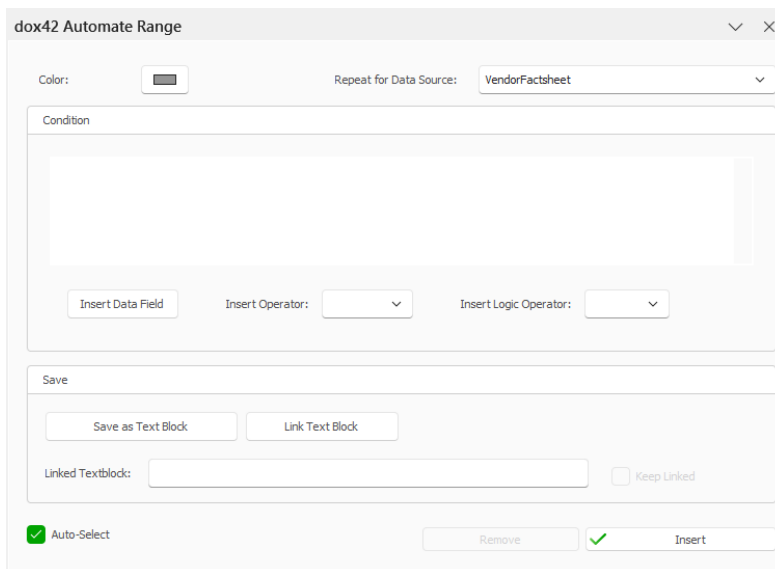 dox42 Automate Range
Color: Repeat for Data Source: VendorFactsheet
Condition
Insert Data Field Insert Operator: Insert Logic Operator:
Save
Save as Text Block Link Text Block
Linked Textblock: Keep Linked
Auto-Select Remove Insert